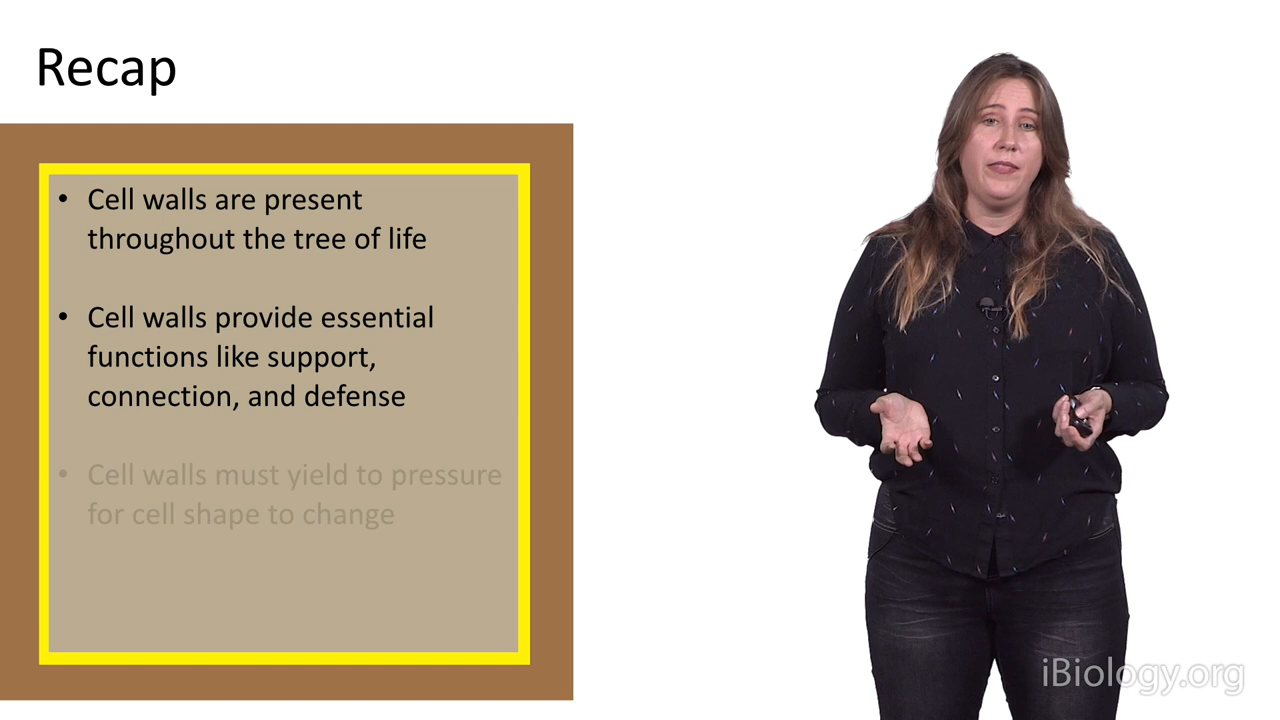 Recap
• Cell walls are present
throughout the tree of life
• Cell walls provide essential
functions like support,
connection, and defense
• Cell walls must yield to pressure
for cell shape to change
iBiology.org